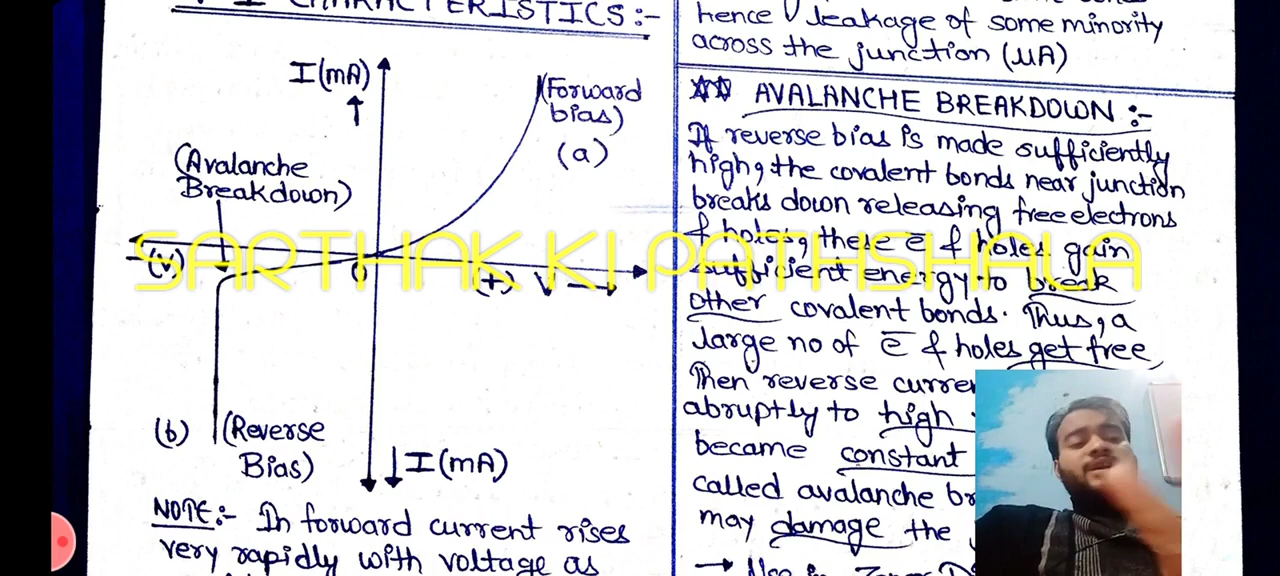 V-I CHARACTERISTICS:-
I(mA)
(Forward
bias)
(a)
(Avalanche
Breakdown)
-(V)
0
(+) V
(b)
(Reverse
Bias)
I(mA)
NOTE:- In forward current rises
very rapidly with voltage as
hence leakage of some minority
across the junction (μA)
AVALANCHE BREAKDOWN:-
If reverse bias is made sufficiently
high, the covalent bonds near junction
breaks down releasing free electrons
& holes, these e̅ & holes gain
sufficient energy to break
other covalent bonds. Thus, a
large no of e̅ & holes get free
Then reverse
abruptly to high
became constant
called avalanche
may damage the
→ Use in Zener
SARTHAK KI PATHSHALA